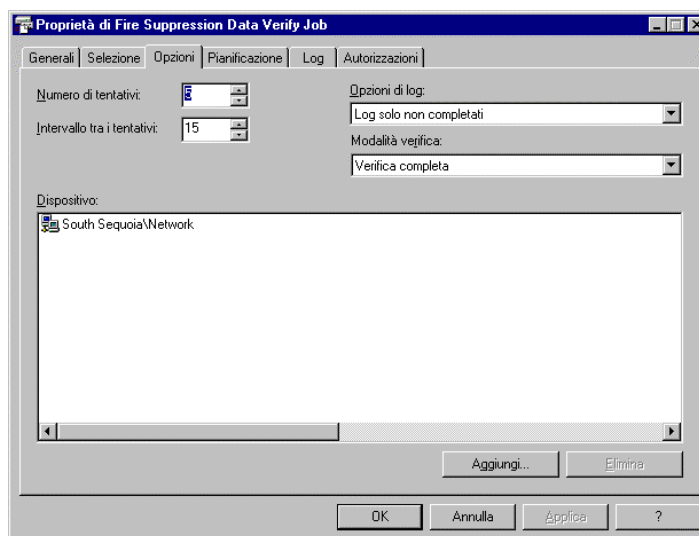 Proprietà di Fire Suppression Data Verify Job
Generali Selezione Opzioni Pianificazione Log Autorizzazioni
Numero di tentativi: 5
Opzioni di log:
Log solo non completati
Intervallo tra i tentativi: 15
Modalità verifica:
Verifica completa
Dispositivo:
South Sequoia\Network
Aggiungi... Elimina
OK Annulla Applica ?